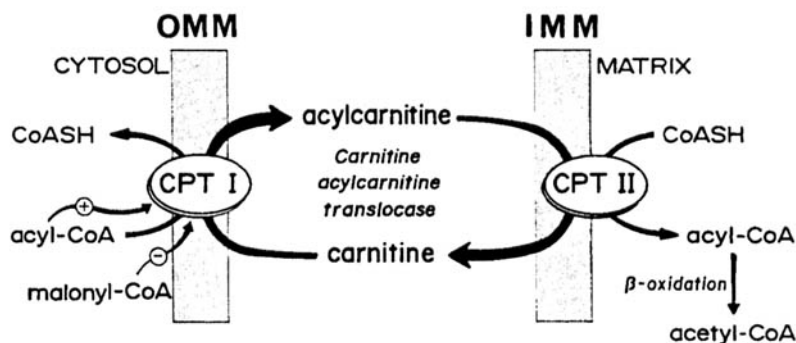 OMM
IMM
CYTOSOL
MATRIX
CoASH
acylcarnitine
CoASH
Carnitine
acylcarnitine
translocase
CPT I
CPT II
+
acyl-CoA
carnitine
acyl-CoA
−
malonyl-CoA
β-oxidation
acetyl-CoA